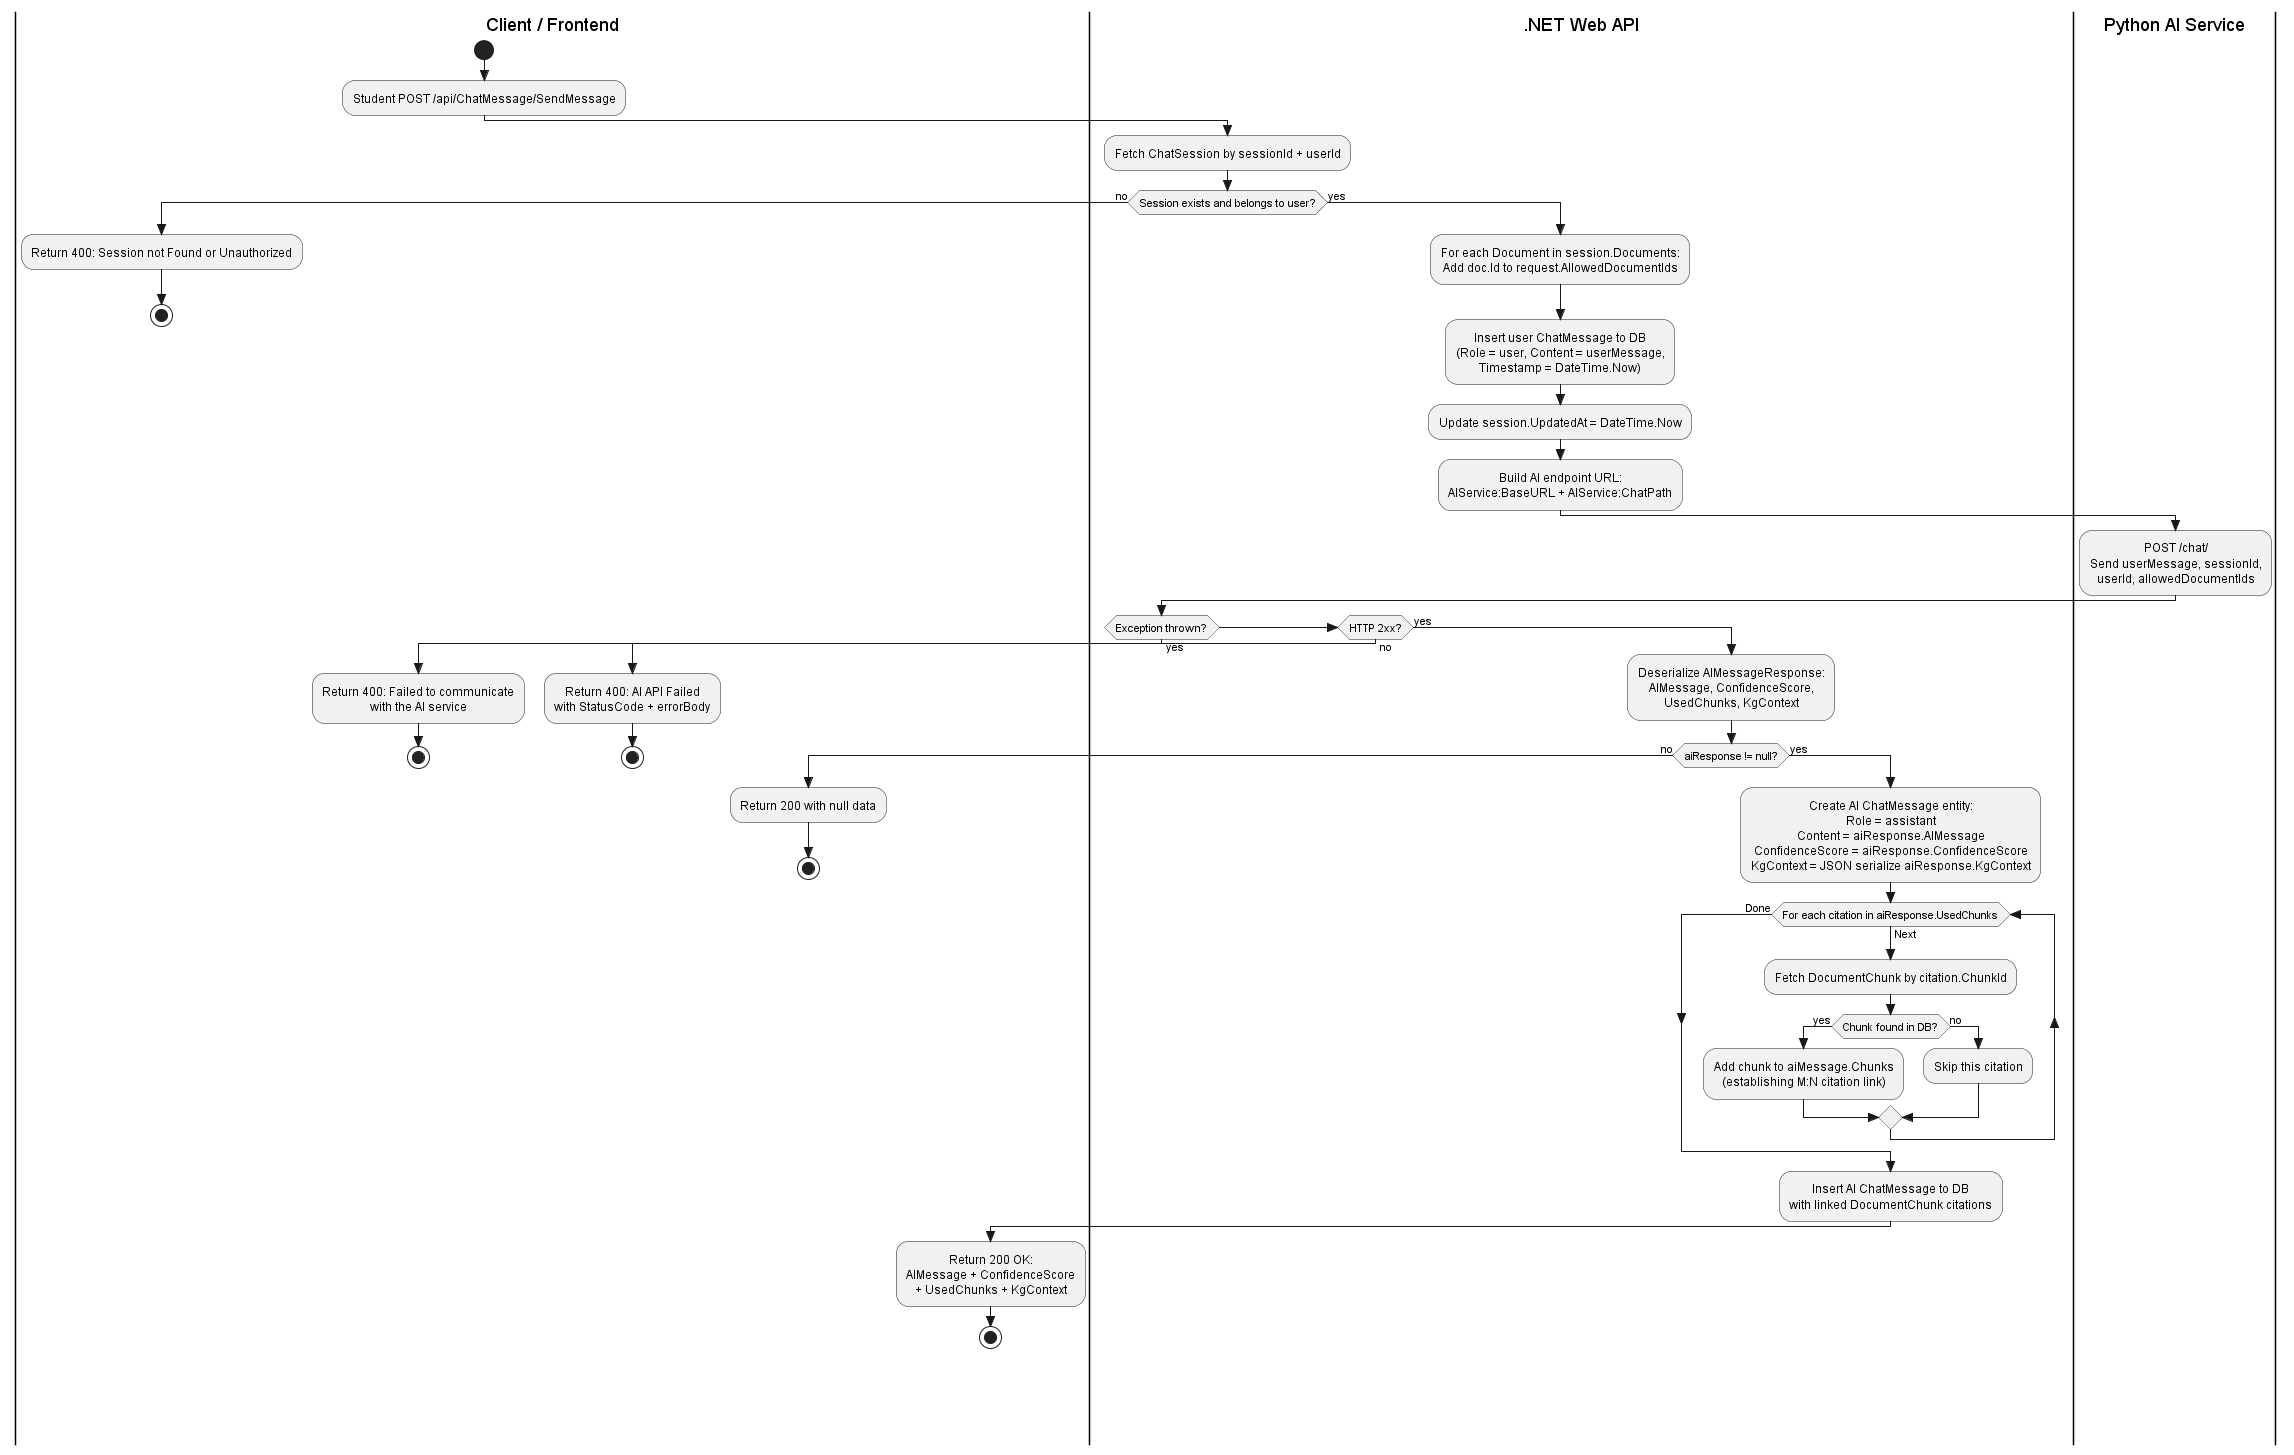 Client / Frontend
.NET Web API
Python AI Service
Student POST /api/ChatMessage/SendMessage
Fetch ChatSession by sessionId + userId
no
Session exists and belongs to user?
yes
Return 400: Session not Found or Unauthorized
For each Document in session.Documents:
Add doc.Id to request.AllowedDocumentIds
Insert user ChatMessage to DB
(Role = user, Content = userMessage,
Timestamp = DateTime.Now)
Update session.UpdatedAt = DateTime.Now
Build AI endpoint URL:
AIService:BaseURL + AIService:ChatPath
POST /chat/
Send userMessage, sessionId,
userId, allowedDocumentIds
Exception thrown?
yes
HTTP 2xx?
yes
no
Return 400: Failed to communicate
with the AI service
Return 400: AI API Failed
with StatusCode + errorBody
Deserialize AIMessageResponse:
AIMessage, ConfidenceScore,
UsedChunks, KgContext
no
aiResponse != null?
yes
Return 200 with null data
Create AI ChatMessage entity:
Role = assistant
Content = aiResponse.AIMessage
ConfidenceScore = aiResponse.ConfidenceScore
KgContext = JSON serialize aiResponse.KgContext
Done
For each citation in aiResponse.UsedChunks
Next
Fetch DocumentChunk by citation.ChunkId
yes
Chunk found in DB?
no
Add chunk to aiMessage.Chunks
(establishing M:N citation link)
Skip this citation
Insert AI ChatMessage to DB
with linked DocumentChunk citations
Return 200 OK:
AIMessage + ConfidenceScore
+ UsedChunks + KgContext